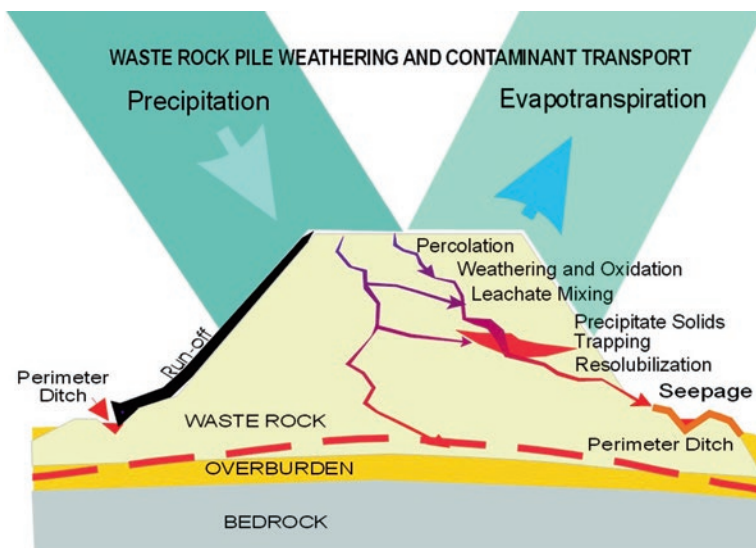 WASTE ROCK PILE WEATHERING AND CONTAMINANT TRANSPORT
Precipitation
Evapotranspiration
Percolation
Weathering and Oxidation
Leachate Mixing
Precipitate Solids
Trapping
Resolubilization
Run-off
Perimeter
Ditch
Seepage
WASTE ROCK
Perimeter Ditch
OVERBURDEN
BEDROCK